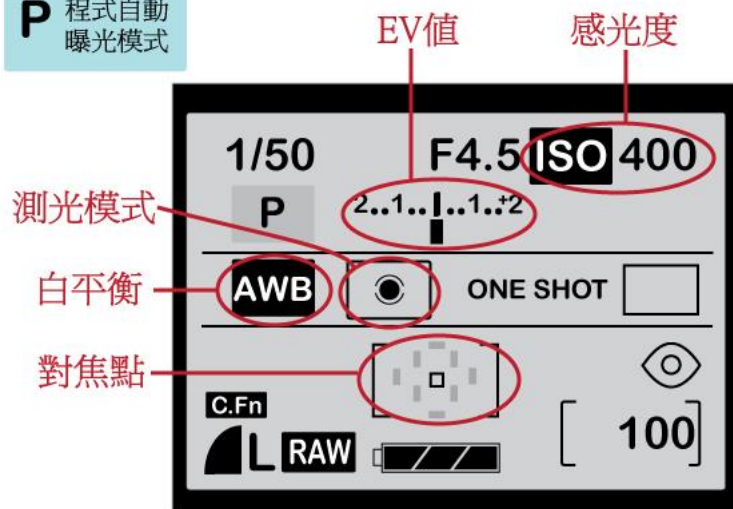 P 程式自動
曝光模式
EV值
感光度
1/50
F4.5 ISO 400
測光模式
P
2..1..|..1..+2
白平衡
AWB
ONE SHOT
對焦點
C.Fn
L RAW
[100]